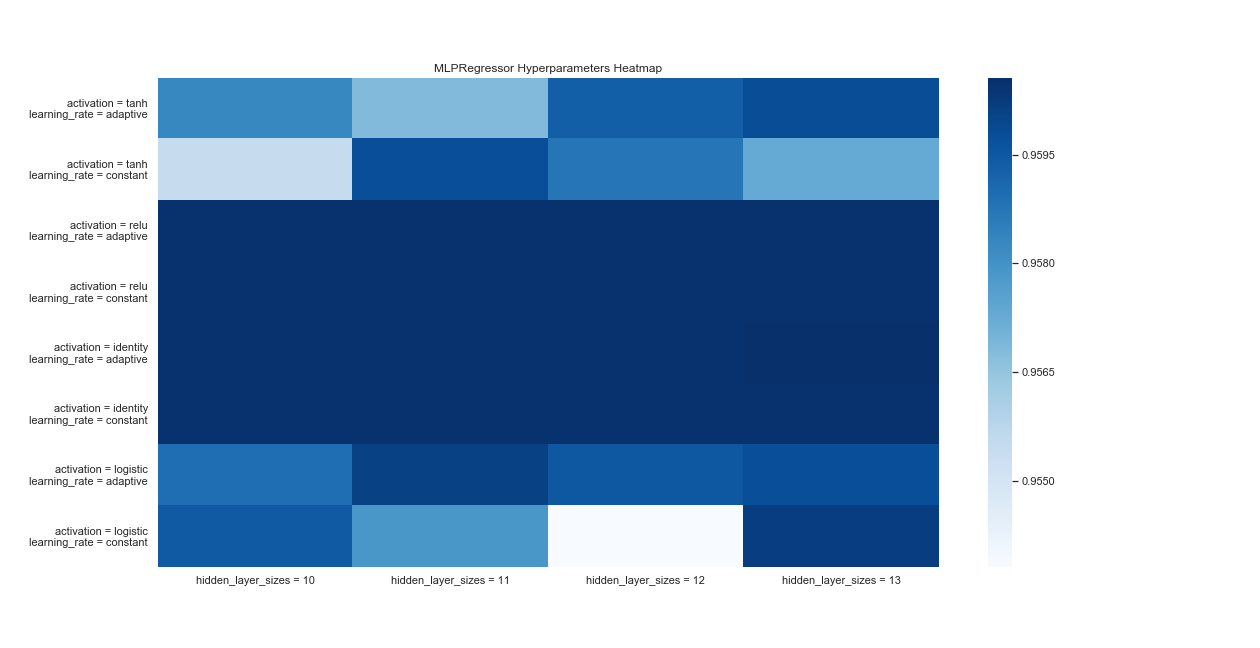 MLPRegressor Hyperparameters Heatmap
activation = tanh
learning_rate = adaptive
activation = tanh
learning_rate = constant
activation = relu
learning_rate = adaptive
activation = relu
learning_rate = constant
activation = identity
learning_rate = adaptive
activation = identity
learning_rate = constant
activation = logistic
learning_rate = adaptive
activation = logistic
learning_rate = constant
hidden_layer_sizes = 10
hidden_layer_sizes = 11
hidden_layer_sizes = 12
hidden_layer_sizes = 13
0.9595
0.9580
0.9565
0.9550